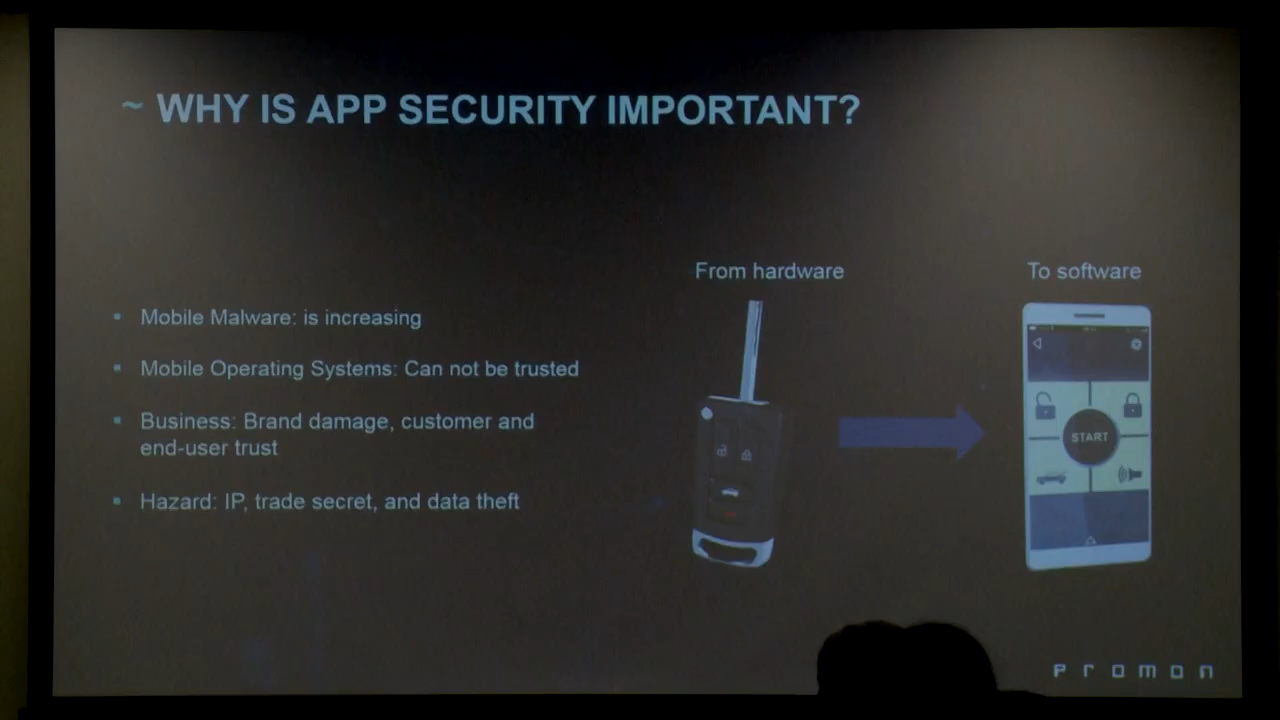 ~ WHY IS APP SECURITY IMPORTANT?
From hardware
To software
▪ Mobile Malware: is increasing
▪ Mobile Operating Systems: Can not be trusted
▪ Business: Brand damage, customer and
end-user trust
▪ Hazard: IP, trade secret, and data theft
START
promon